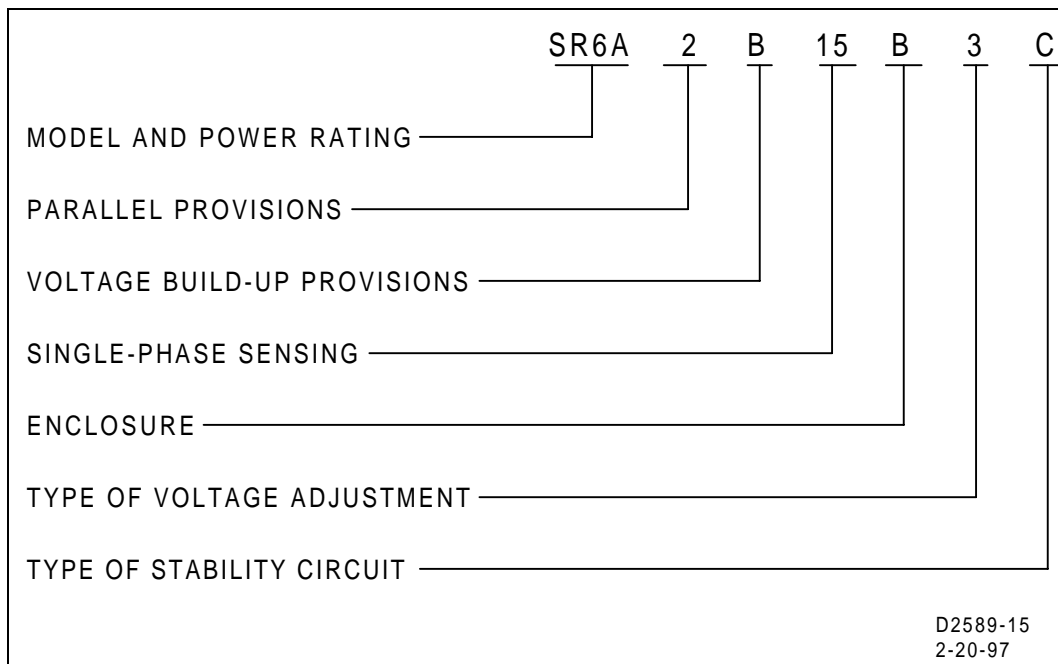 SR6A 2 B 15 B 3 C
MODEL AND POWER RATING
PARALLEL PROVISIONS
VOLTAGE BUILD-UP PROVISIONS
SINGLE-PHASE SENSING
ENCLOSURE
TYPE OF VOLTAGE ADJUSTMENT
TYPE OF STABILITY CIRCUIT
D2589-15
2-20-97